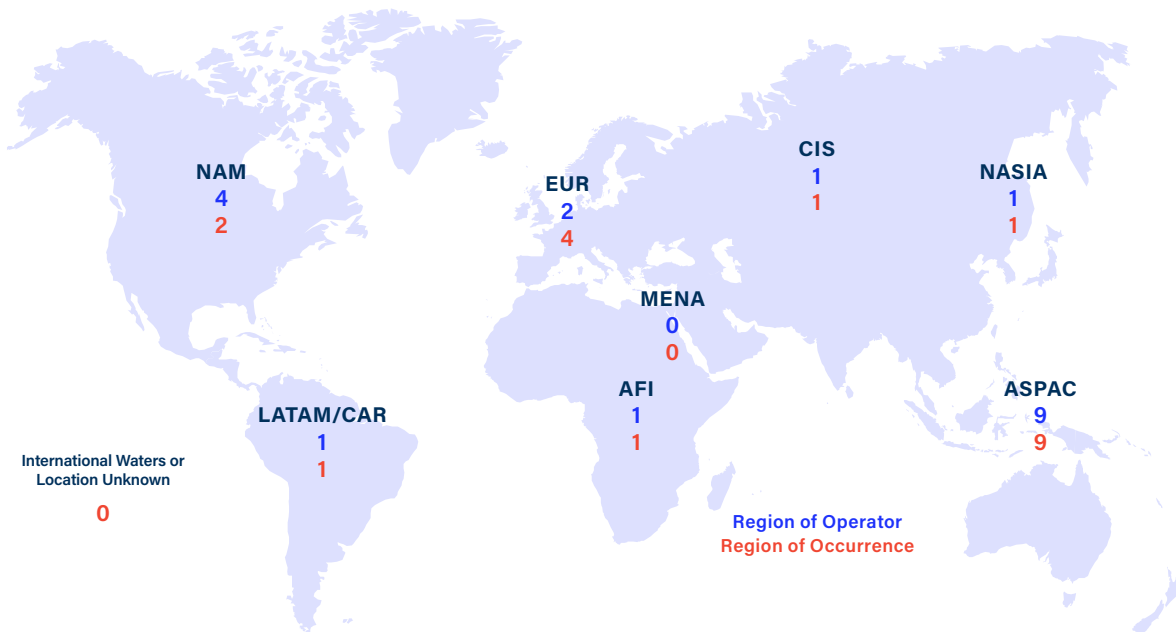 NAM
4
2
EUR
2
4
CIS
1
1
NASIA
1
1
MENA
0
0
AFI
1
1
ASPAC
9
9
LATAM/CAR
1
1
International Waters or
Location Unknown
0
Region of Operator
Region of Occurrence